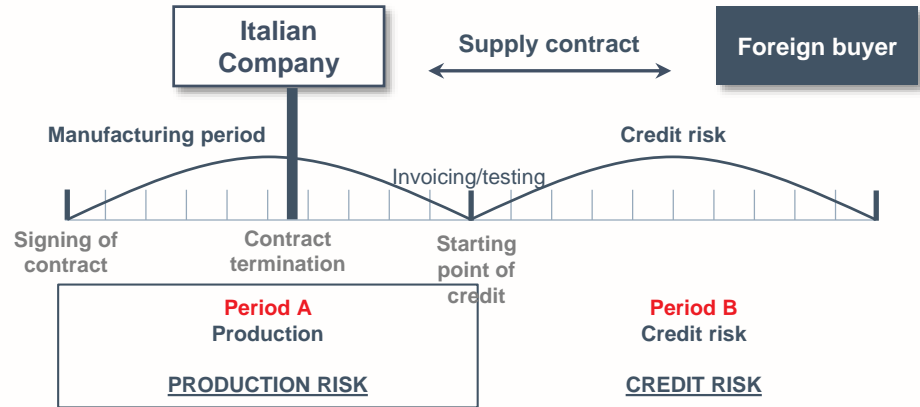 Italian
Company
Supply contract
Foreign buyer
Manufacturing period
Credit risk
Invoicing/testing
Signing of
contract
Contract
termination
Starting
point of
credit
Period A
Production
PRODUCTION RISK
Period B
Credit risk
CREDIT RISK